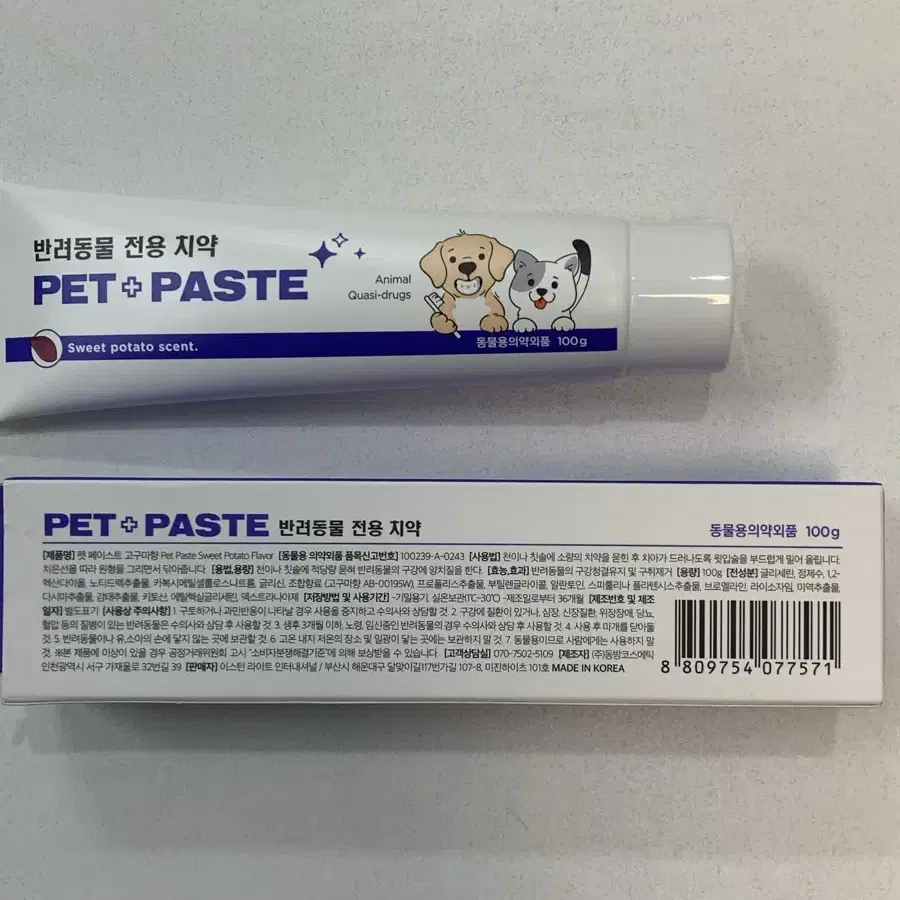 반려동물 전용 치약
PET+PASTE
Animal
Quasi-drugs
Sweet potato scent.
동물용의약외품 100g
PET+PASTE 반려동물 전용 치약
동물용의약외품 100g
[제품명] 펫 페이스트 고구마향 Pet Paste Sweet Potato Flavor [동물용 의약외품 품목신고번호] 100239-A-0243 [사용법] 천이나 칫솔에 소량의 치약을 묻힌 후 치아가 드러나도록 윗입술을 부드럽게 밀어 올립니다.
치은선을 따라 원형을 그리면서 닦아줍니다. [용법,용량] 천이나 칫솔에 적당량 묻혀 반려동물의 구강에 양치질을 한다. [효능,효과] 반려동물의 구강청결유지 및 구취제거 [용량] 100g [전성분] 글리세린, 정제수, 1,2-
헥산다이올, 노티드랙추출물, 카복시메틸셀룰로스나트륨, 글리신, 조합향료 (고구마향 AB-00195W), 프로폴리스추출물, 부틸렌글라이콜, 알란토인, 스피룰리나 플라텐시스추출물, 브로멜라인, 라이소자임, 미역추출물,
다시마추출물, 감태추출물, 키토산, 에틸헥실글리세린, 덱스트라나아제 [저장방법 및 사용기간] -기밀용기, 실온보관(1℃-30℃) -제조일로부터 36개월 [제조번호 및 제조
일자] 별도표기 [사용상 주의사항] 1. 구토하거나 과민반응이 나타날 경우 사용을 중지하고 수의사와 상담할 것. 2. 구강에 질환이 있거나, 심장, 신장질환, 위장장애, 당뇨,
혈압 등의 질병이 있는 반려동물은 수의사와 상담 후 사용할 것. 3. 생후 3개월 이하, 노령, 임신중인 반려동물의 경우 수의사와 상담 후 사용할 것. 4. 사용 후 마개를 닫아둘
것. 5. 반려동물이나 유,소아의 손에 닿지 않는 곳에 보관할 것. 6. 고온 내지 저온의 장소 및 일광이 닿는 곳에는 보관하지 말 것. 7. 동물용이므로 사람에게는 사용하지 말
것. ※본 제품에 이상이 있을 경우 공정거래위원회 고시 "소비자분쟁해결기준"에 의해 보상받을 수 있습니다. [고객상담실] 070-7502-5109 [제조자] (주)동방코스메틱
인천광역시 서구 가재울로 32번길 39 [판매자] 이스턴 라이트 인터내셔널 / 부산시 해운대구 달맞이길117번가길 107-8, 미진하이츠 101호 MADE IN KOREA
8 809754 077571